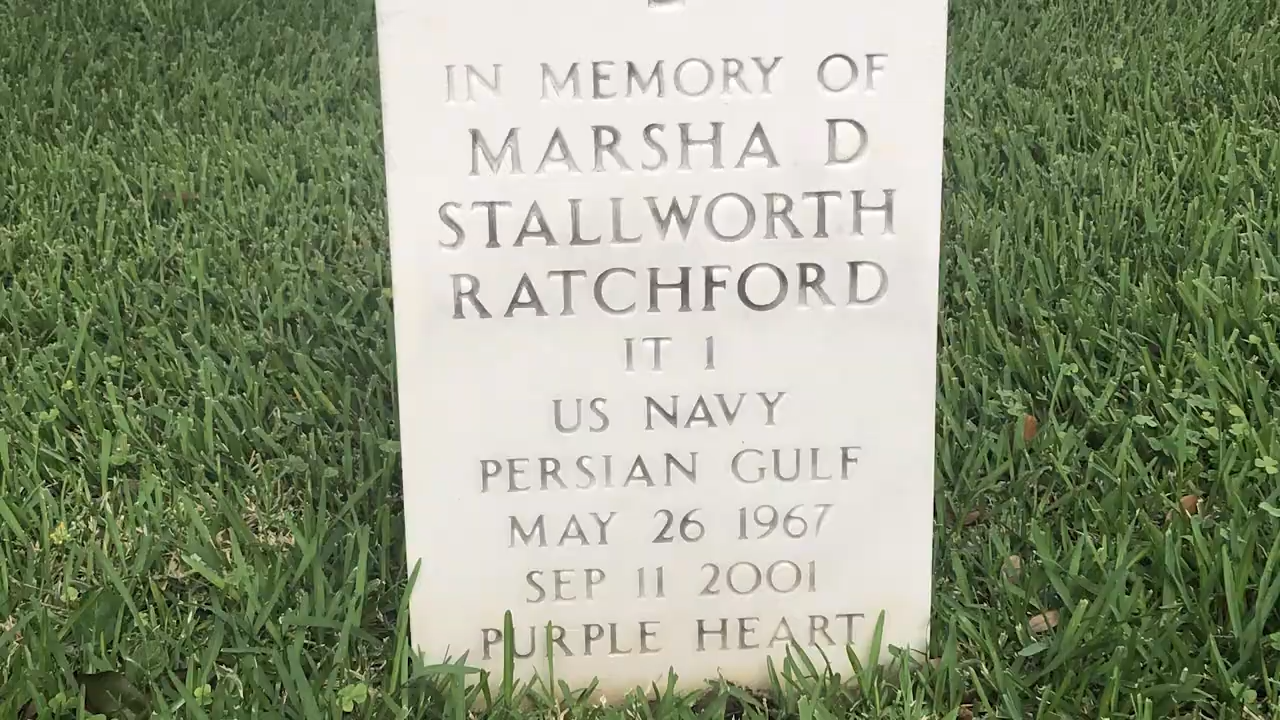 IN MEMORY OF
MARSHA D
STALLWORTH
RATCHFORD
IT 1
US NAVY
PERSIAN GULF
MAY 26 1967
SEP 11 2001
PURPLE HEART